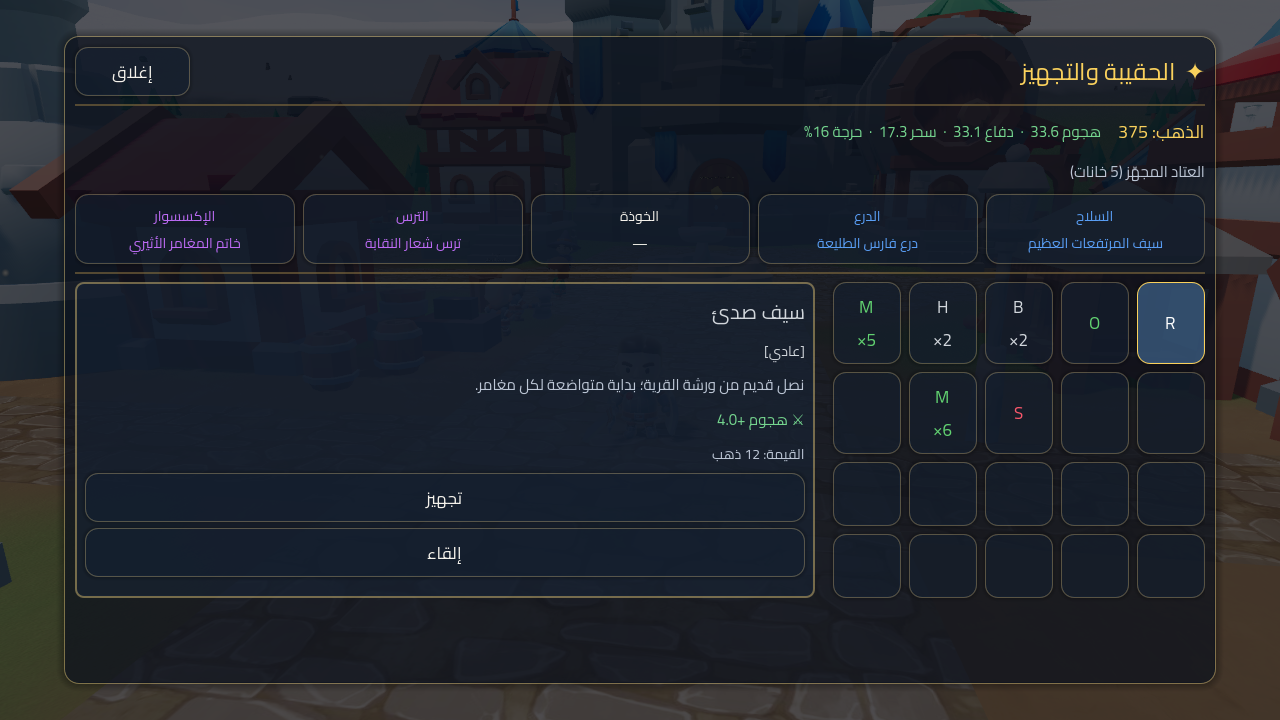 ✦ الحقيبة والتجهيز
إغلاق
الذهب: 375 هجوم 33.6 · دفاع 33.1 · سحر 17.3 · حرجة 16%
العتاد المجهّز (5 خانات)
السلاح
سيف المرتفعات العظيم
الدرع
درع فارس الطليعة
الخوذة
—
الترس
ترس شعار النقابة
الإكسسوار
خاتم المغامر الأثيري
R
O
B
×2
H
×2
M
×5
S
M
×6
سيف صدئ
[عادي]
نصل قديم من ورشة القرية؛ بداية متواضعة لكل مغامر.
⚔ هجوم +4.0
القيمة: 12 ذهب
تجهيز
إلقاء